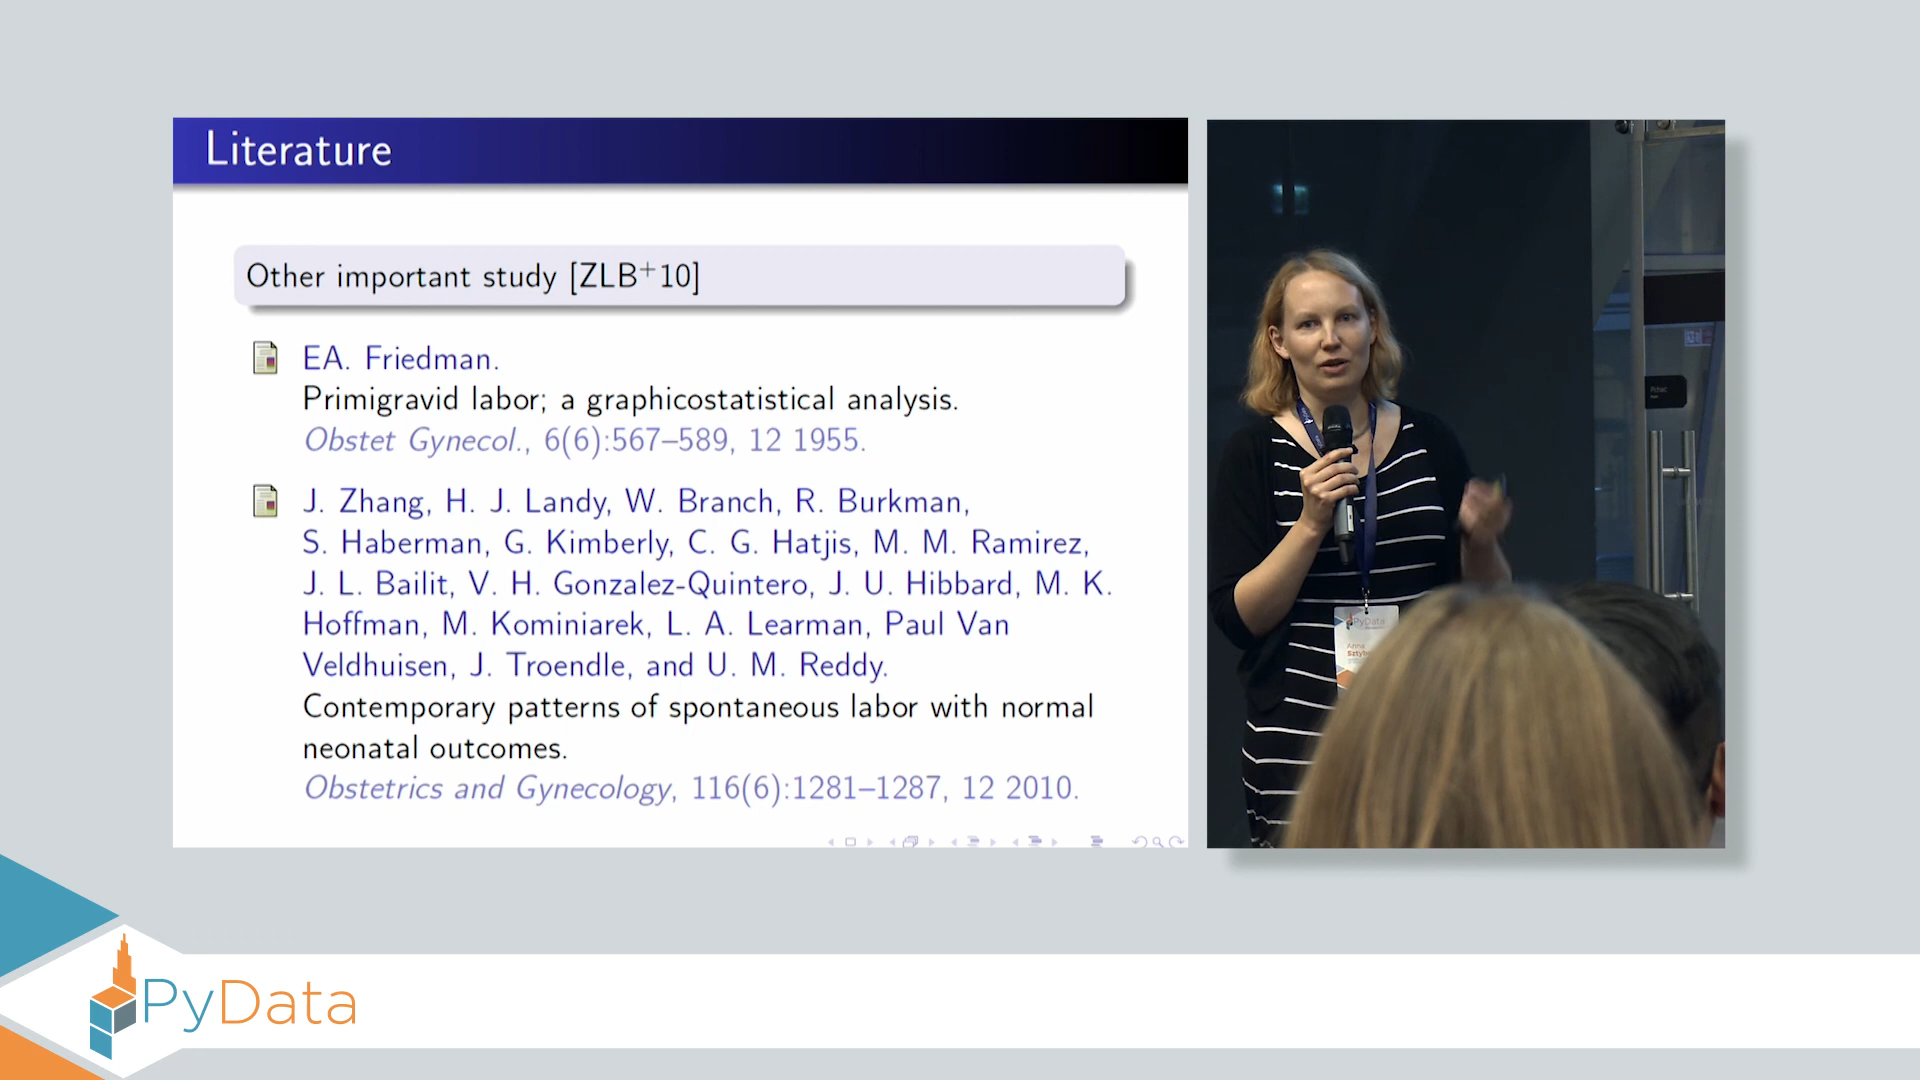 Literature
Other important study [ZLB+10]
EA. Friedman.
Primigravid labor; a graphicostatistical analysis.
Obstet Gynecol., 6(6):567–589, 12 1955.
J. Zhang, H. J. Landy, W. Branch, R. Burkman,
S. Haberman, G. Kimberly, C. G. Hatjis, M. M. Ramirez,
J. L. Bailit, V. H. Gonzalez-Quintero, J. U. Hibbard, M. K.
Hoffman, M. Kominiarek, L. A. Learman, Paul Van
Veldhuisen, J. Troendle, and U. M. Reddy.
Contemporary patterns of spontaneous labor with normal
neonatal outcomes.
Obstetrics and Gynecology, 116(6):1281–1287, 12 2010.
PyData
Anna
PyData